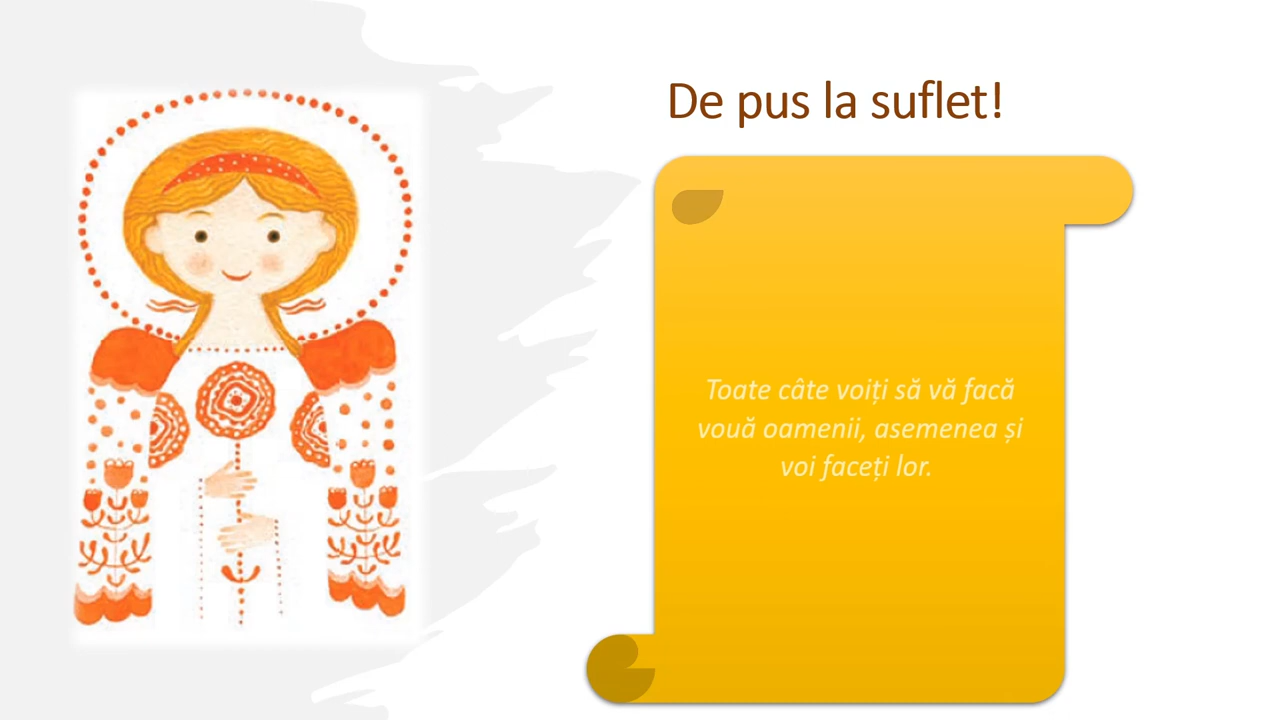 De pus la suflet!
Toate câte voiți să vă facă
vouă oamenii, asemenea și
voi faceți lor.